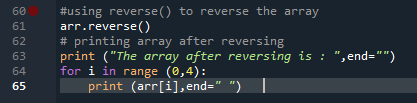 60 #using reverse() to reverse the array
61 arr.reverse()
62 # printing array after reversing
63 print ("The array after reversing is : ",end="")
64 for i in range (0,4):
65     print (arr[i],end=" ")